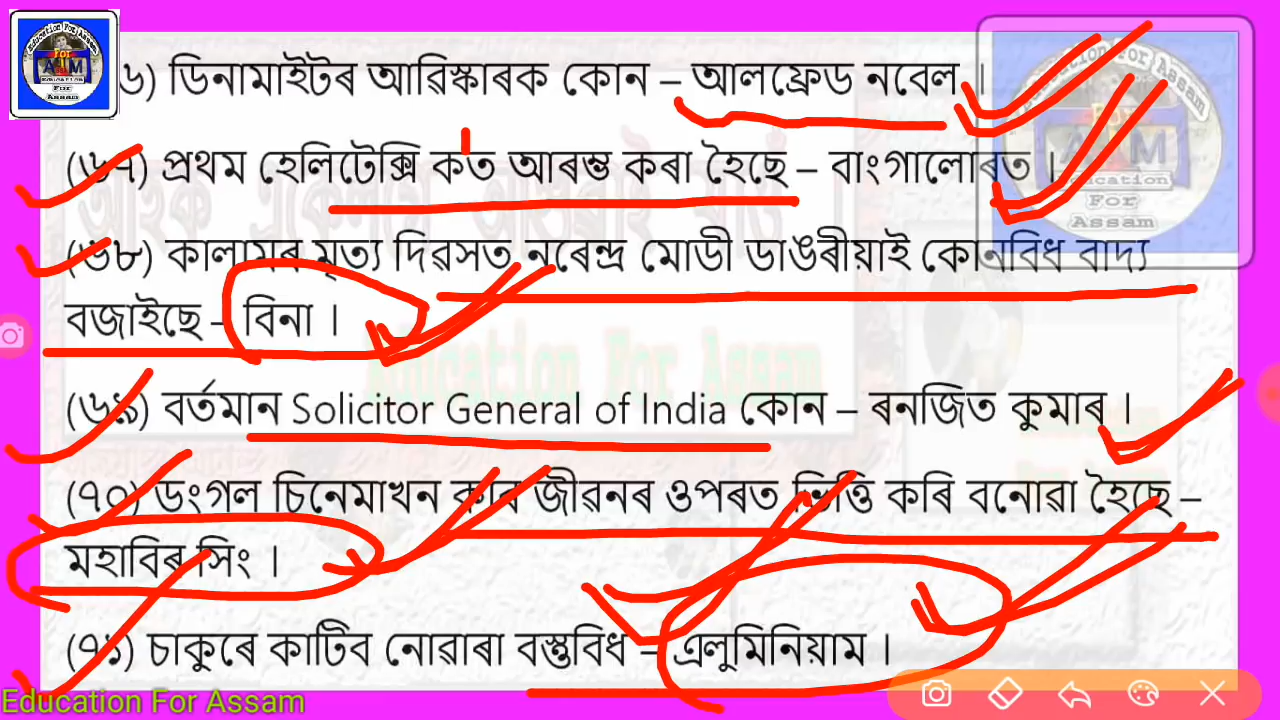 ৬) ডিনামাইটৰ আৱিস্কাৰক কোন – আলফ্ৰেড নবেল ।
(৬৭) প্ৰথম হেলিটেক্সি কত আৰম্ভ কৰা হৈছে – বাংগালোৰত ।
(৬৮) কালামৰ মৃত্য দিৱসত নৰেন্দ্ৰ মোডী ডাঙৰীয়াই কোনবিধ বাদ্য
বজাইছে – বিনা ।
(৬৯) বৰ্তমান Solicitor General of India কোন – ৰনজিত কুমাৰ ।
(৭০) ডংগল চিনেমাখন কাৰ জীৱনৰ ওপৰত ভিত্তি কৰি বনোৱা হৈছে –
মহাবিৰ সিং ।
(৭১) চাকুৰে কাটিব নোৱাৰা বস্তুবিধ – এলুমিনিয়াম ।
Education For Assam